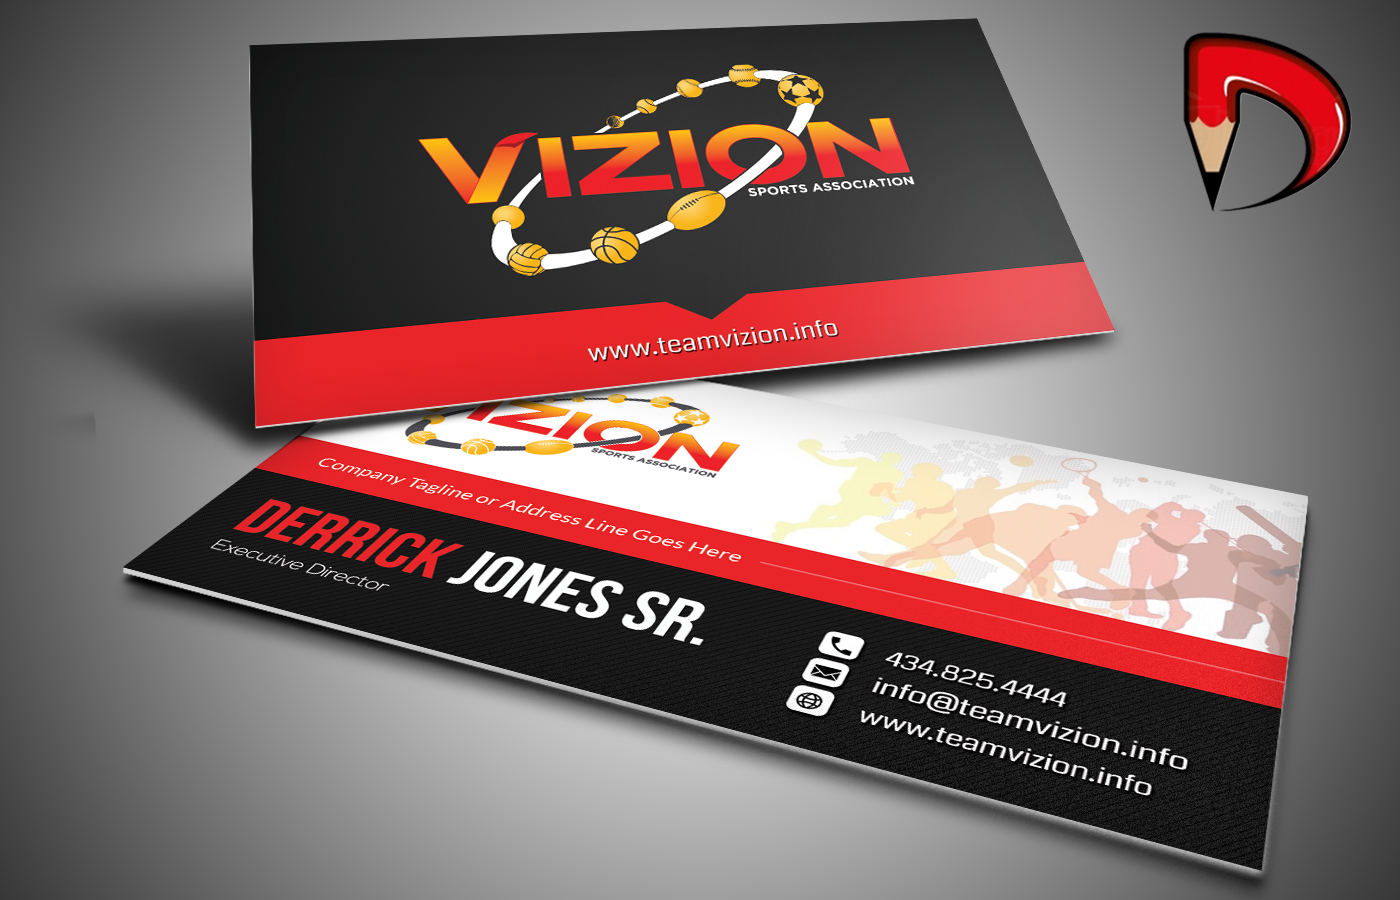 VIZION
SPORTS ASSOCIATION
www.teamvizion.info
IZION
SPORTS ASSOCIATION
Company Tagline or Address Line Goes Here
DERRICK JONES SR.
Executive Director
434.825.4444
info@teamvizion.info
www.teamvizion.info